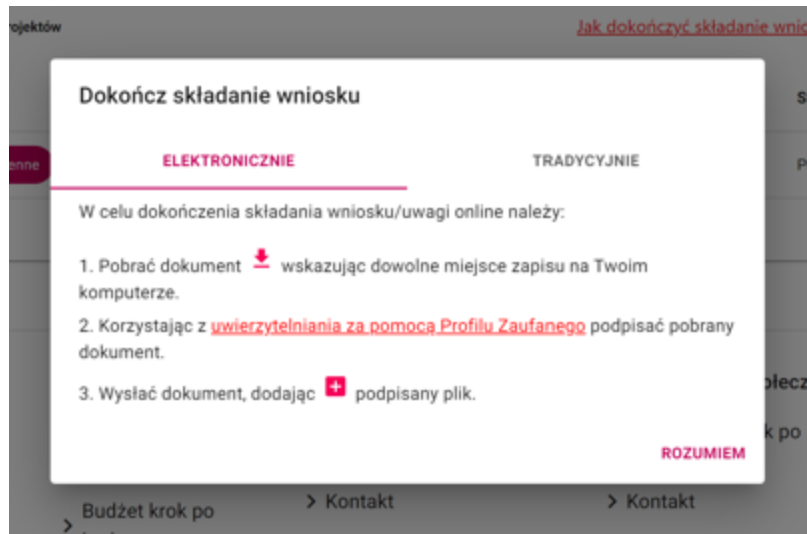 Jak dokończyć składanie
Dokończ składanie wniosku
ELEKTRONICZNIE TRADYCYJNIE
W celu dokończenia składania wniosku/uwagi online należy:
1. Pobrać dokument wskazując dowolne miejsce zapisu na Twoim
komputerze.
2. Korzystając z uwierzytelniania za pomocą Profilu Zaufanego podpisać pobrany
dokument.
3. Wysłać dokument, dodając podpisany plik.
k po
ROZUMIEM
Budżet krok po
Kontakt Kontakt